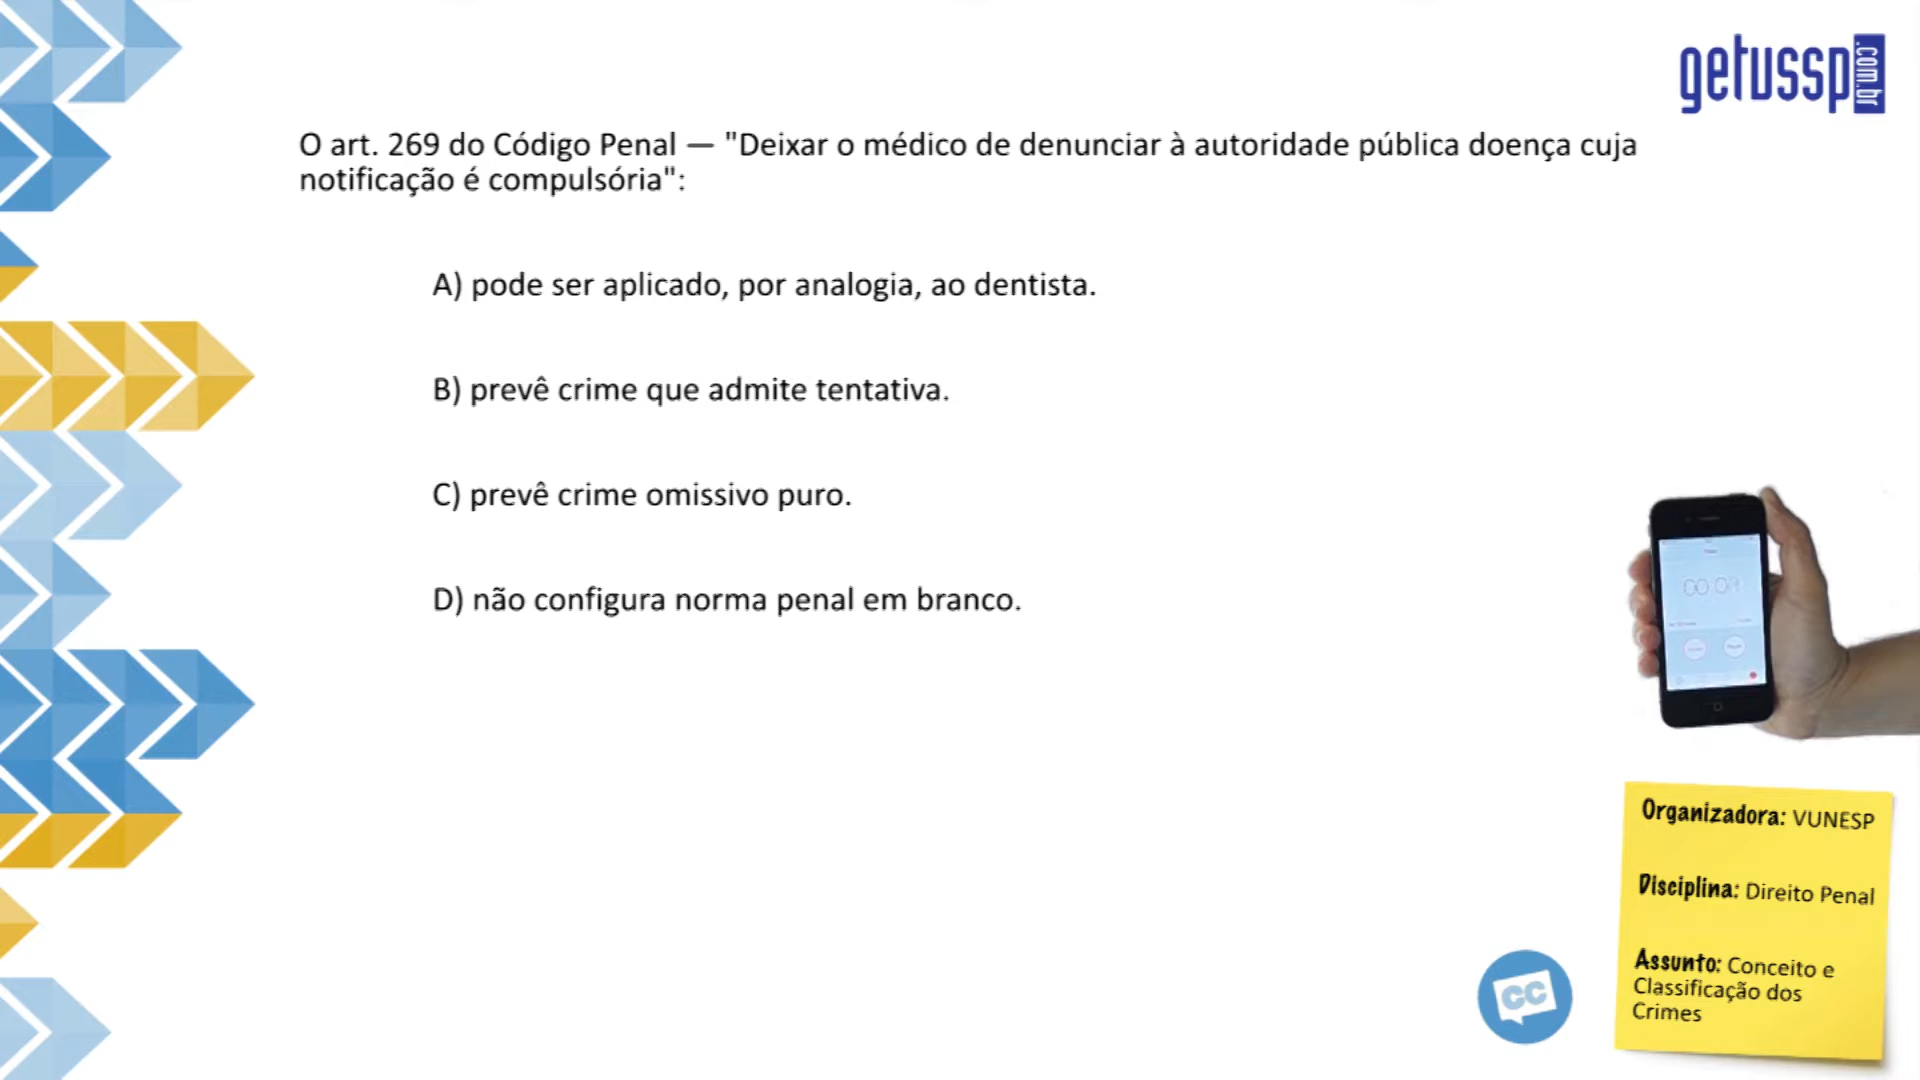 getussp.com.br
O art. 269 do Código Penal — "Deixar o médico de denunciar à autoridade pública doença cuja
notificação é compulsória":
A) pode ser aplicado, por analogia, ao dentista.
B) prevê crime que admite tentativa.
C) prevê crime omissivo puro.
D) não configura norma penal em branco.
Organizadora: VUNESP
Disciplina: Direito Penal
Assunto: Conceito e
Classificação dos
Crimes
CC